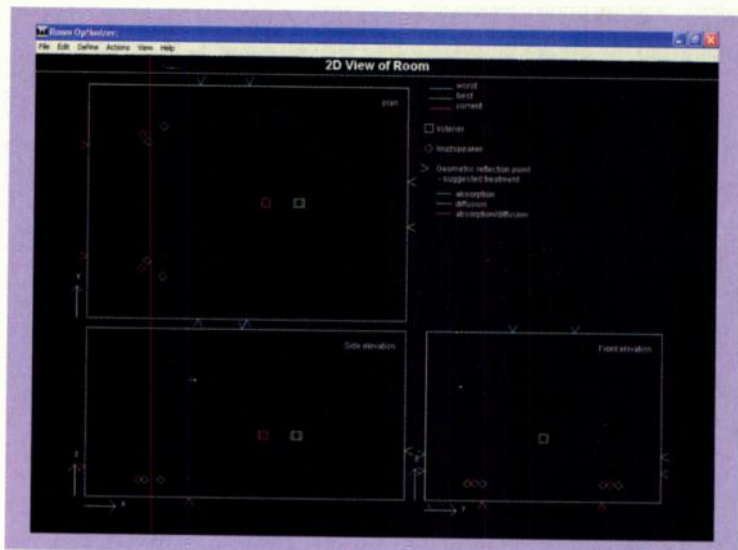 Room Optimizer:
File Edit Define Actions View Help
2D View of Room
plan
worst
best
current
listener
loudspeaker
Geometric reflection point
- suggested treatment
absorption
diffusion
absorption/diffusion
Y
Side elevation
Z
X
Front elevation
Z
Y